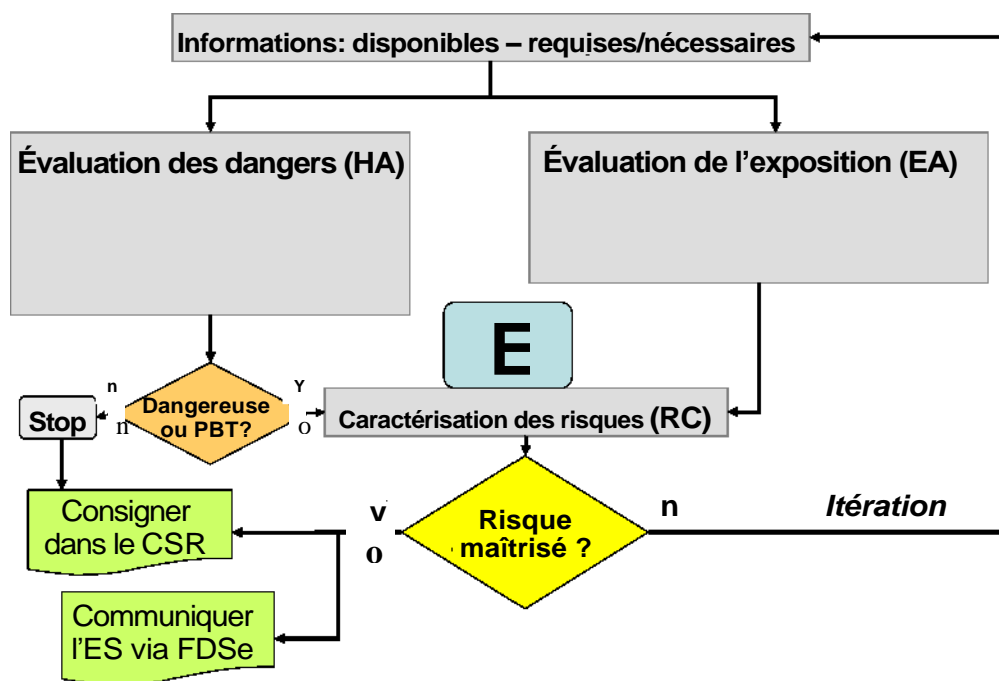 Informations: disponibles – requises/nécessaires
Évaluation des dangers (HA)
Évaluation de l'exposition (EA)
E
n
Y
Stop
n
Dangereuse
ou PBT?
o
Caractérisation des risques (RC)
Consigner
dans le CSR
v
o
Risque
maîtrisé ?
n
Itération
Communiquer
l'ES via FDSe